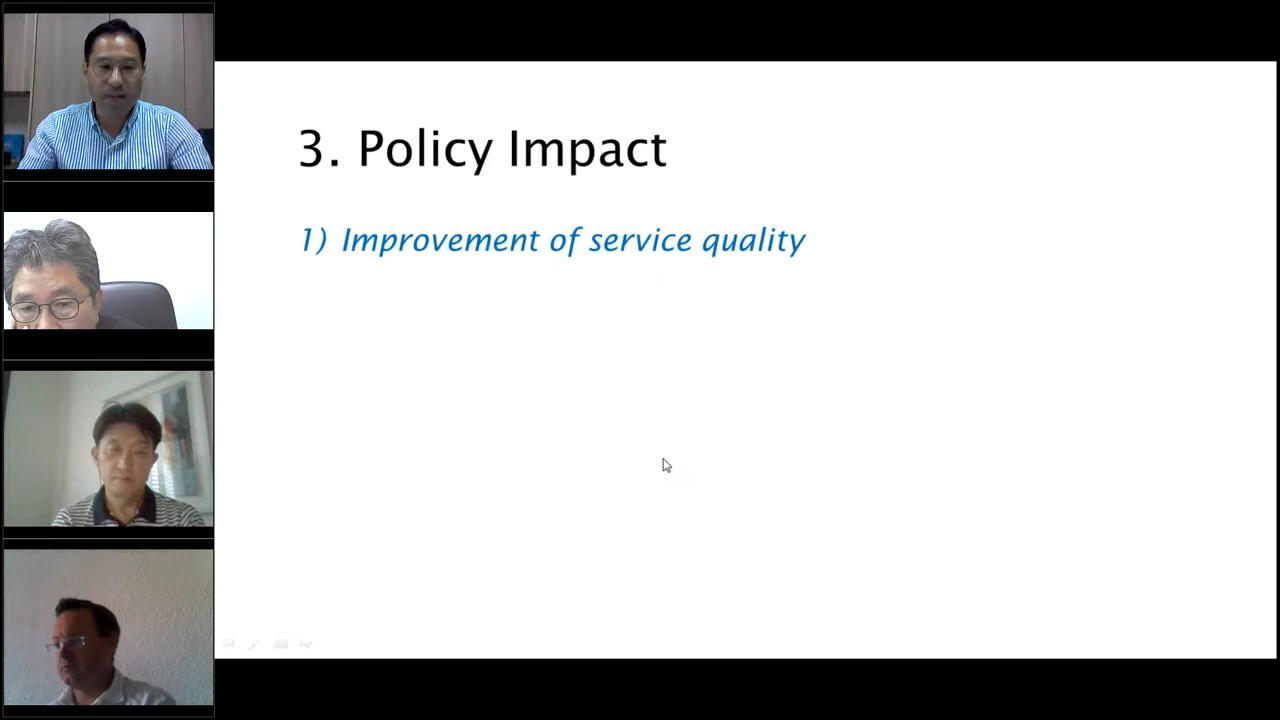 3. Policy Impact
1) Improvement of service quality